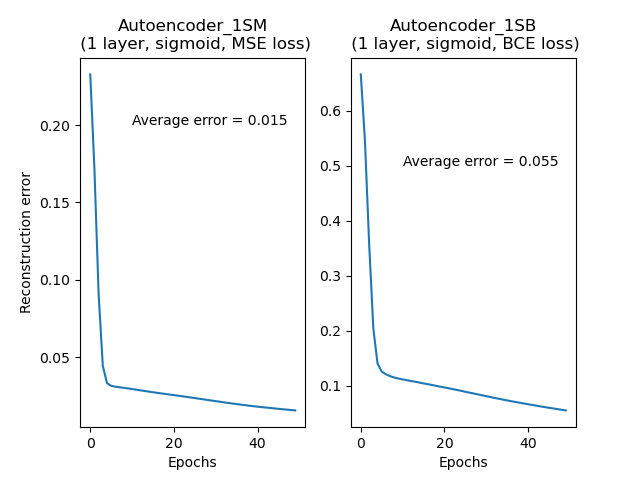 Autoencoder_1SM
(1 layer, sigmoid, MSE loss)
Reconstruction error
0.20
0.15
0.10
0.05
Average error = 0.015
0
20
40
Epochs
Autoencoder_1SB
(1 layer, sigmoid, BCE loss)
0.6
0.5
0.4
0.3
0.2
0.1
Average error = 0.055
0
20
40
Epochs